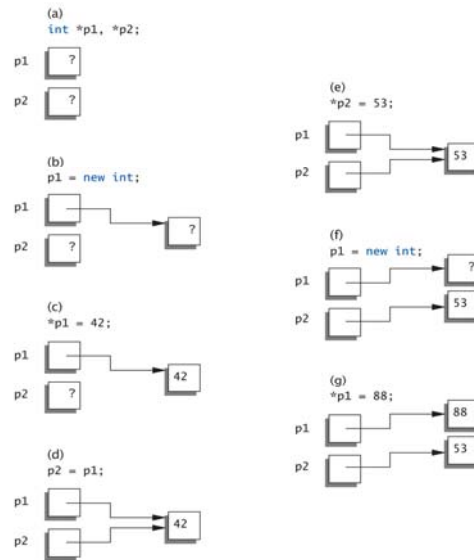 (a)
int *p1, *p2;
p1 ?
p2 ?
(b)
p1 = new int;
p1 ?
p2 ?
(c)
*p1 = 42;
p1 42
p2 ?
(d)
p2 = p1;
p1 42
p2
(e)
*p2 = 53;
p1 53
p2
(f)
p1 = new int;
p1 ?
p2 53
(g)
*p1 = 88;
p1 88
p2 53